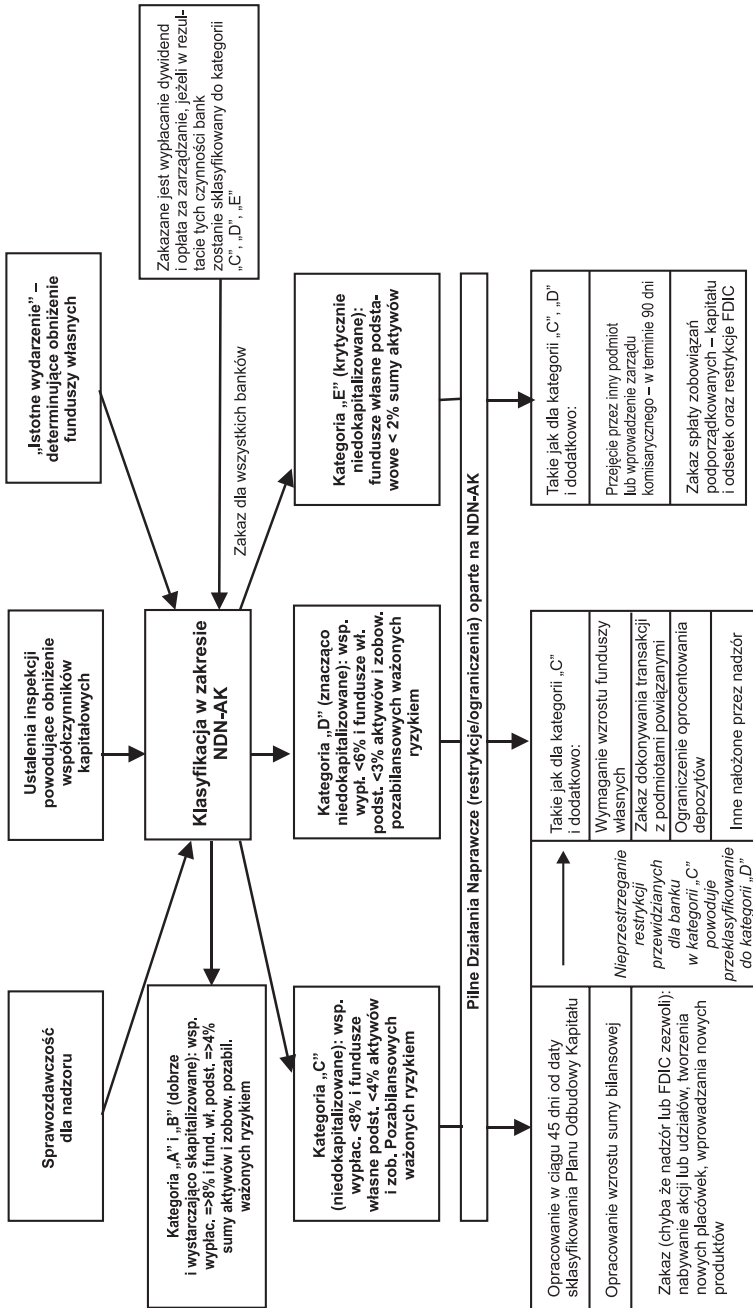 Sprawozdawczość
dla nadzoru
Ustalenia inspekcji
powodujące obniżenie
współczynników
kapitałowych
„Istotne wydarzenie” –
determinujące obniżenie
funduszy własnych
Klasyfikacja w zakresie
NDN-AK
Zakazane jest wypłacanie dywidend
i opłata za zarządzanie, jeżeli w rezul-
tacie tych czynności bank
zostanie sklasyfikowany do kategorii
„C”, „D”, „E”
Zakaz dla wszystkich banków
Kategoria „A” i „B” (dobrze
i wystarczająco skapitalizowane): wsp.
wypłac. =>8% i fund. wł. podst. =>4%
sumy aktywów i zobow. pozabil.
ważonych ryzykiem
Kategoria „C”
(niedokapitalizowane): wsp.
wypłac. <8% i fundusze
własne podst. <4% aktywów
i zob. Pozabilansowych
ważonych ryzykiem
Kategoria „D” (znacząco
niedokapitalizowane): wsp.
wypł. <6% i fundusze wł.
podst. <3% aktywów i zobow.
pozabilansowych ważonych
ryzykiem
Kategoria „E” (krytycznie
niedokapitalizowane):
fundusze własne podsta-
wowe < 2% sumy aktywów
Pilne Działania Naprawcze (restrykcje/ograniczenia) oparte na NDN-AK
Opracowanie w ciągu 45 dni od daty
sklasyfikowania Planu Odbudowy Kapitału
Opracowanie wzrostu sumy bilansowej
Zakaz (chyba że nadzór lub FDIC zezwoli):
nabywanie akcji lub udziałów, tworzenia
nowych placówek, wprowadzania nowych
produktów
Nieprzestrzeganie
restrykcji
przewidzianych
dla banku
w kategorii „C”
powoduje
przeklasyfikowanie
do kategorii „D”
Takie jak dla kategorii „C”
i dodatkowo:
Wymaganie wzrostu funduszy
własnych
Zakaz dokonywania transakcji
z podmiotami powiązanymi
Ograniczenie oprocentowania
depozytów
Inne nałożone przez nadzór
Takie jak dla kategorii „C”, „D”
i dodatkowo:
Przejęcie przez inny podmiot
lub wprowadzenie zarządu
komisarycznego – w terminie 90 dni
Zakaz spłaty zobowiązań
podporządkowanych – kapitału
i odsetek oraz restrykcje FDIC